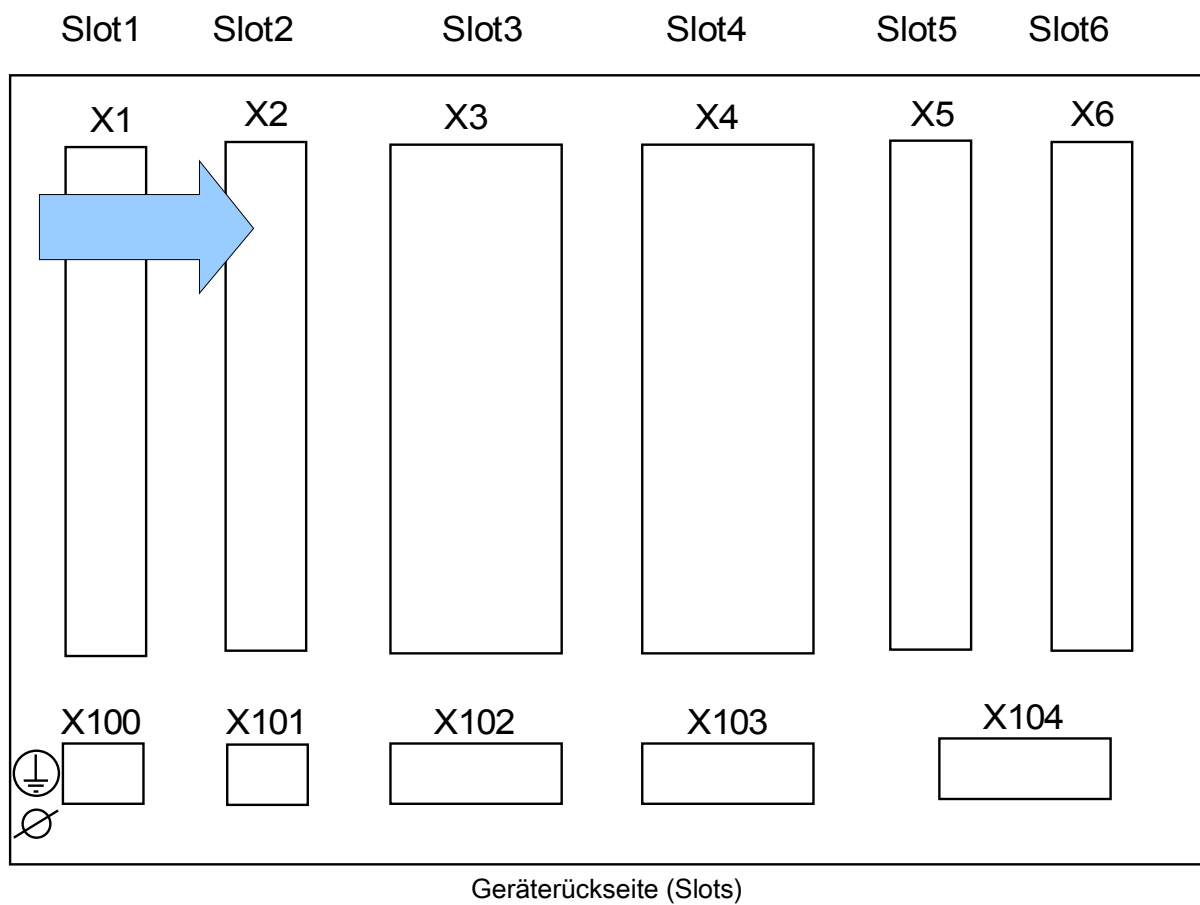 Slot1 Slot2 Slot3 Slot4 Slot5 Slot6
X1 X2 X3 X4 X5 X6
X100 X101 X102 X103 X104
Geräterückseite (Slots)